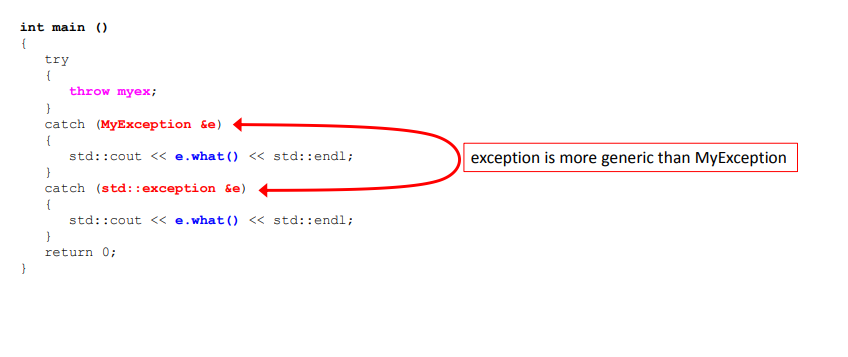 int main ()
{
try
{
throw myex;
}
catch (MyException &e)
{
std::cout << e.what() << std::endl;
}
catch (std::exception &e)
{
std::cout << e.what() << std::endl;
}
return 0;
}
exception is more generic than MyException